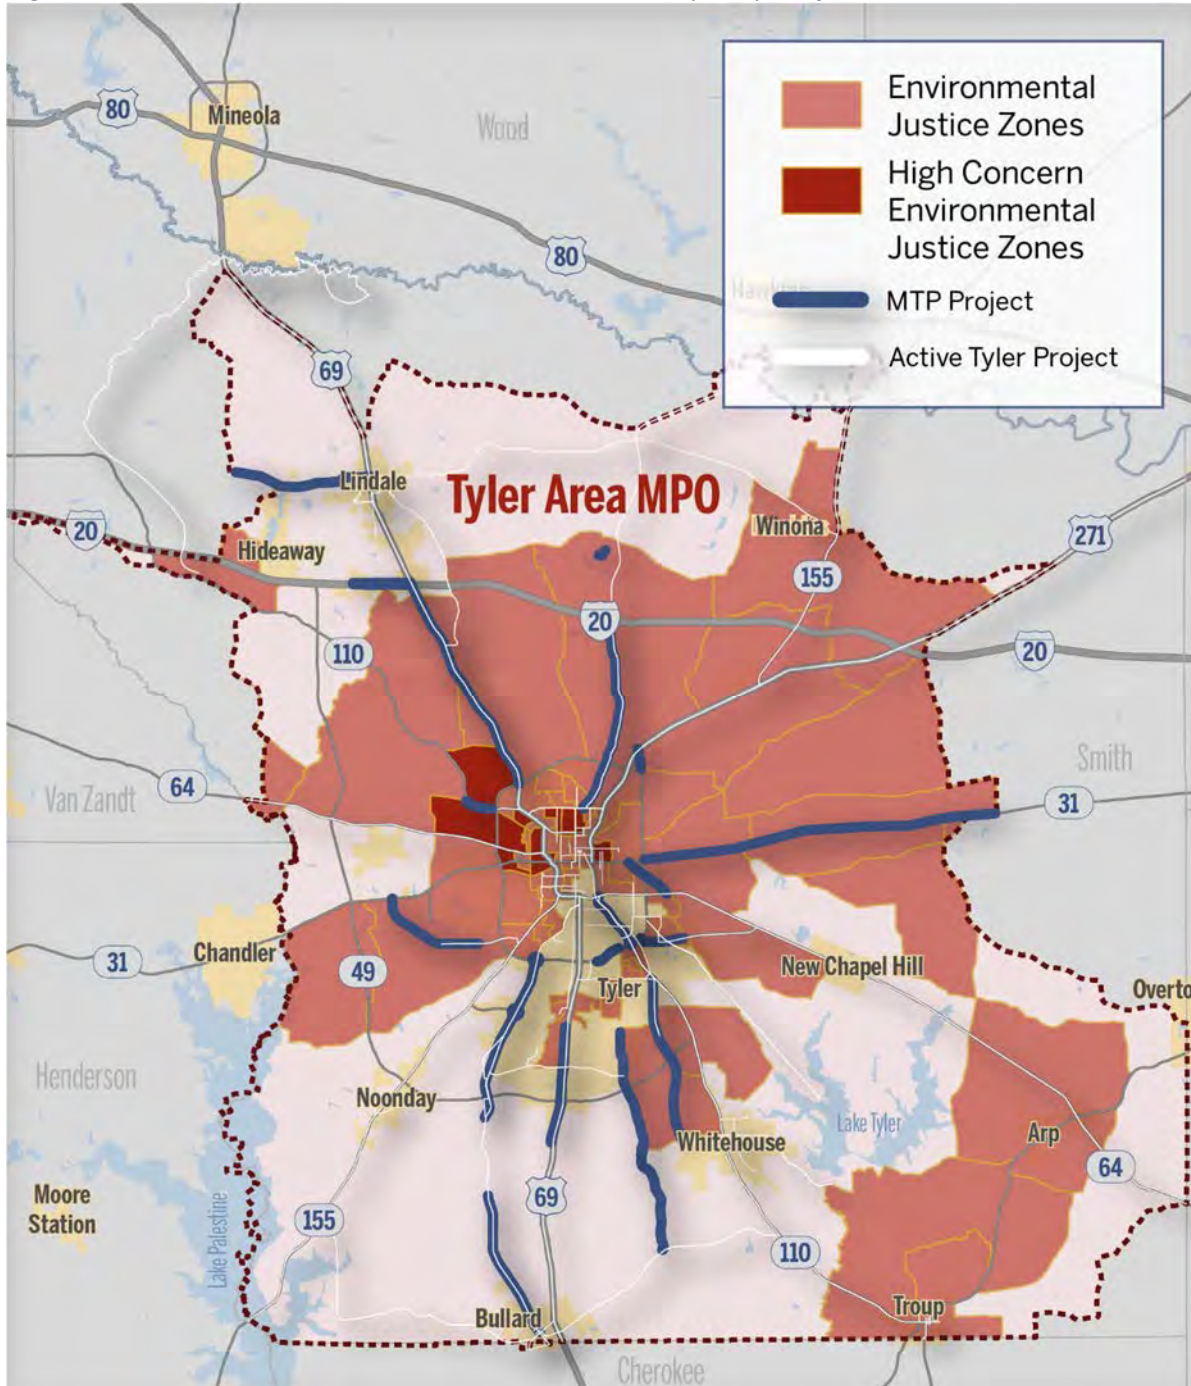 80
Mineola
Wood
80
Environmental
Justice Zones
High Concern
Environmental
Justice Zones
MTP Project
Active Tyler Project
69
Lindale
Tyler Area MPO
20
Hideaway
Winona
271
155
20
20
110
64
Van Zandt
Smith
31
Chandler
31
49
New Chapel Hill
Tyler
Overto
Henderson
Noonday
Lake Tyler
Whitehouse
Arp
64
Moore
Station
Lake Palestine
155
69
110
Bullard
Troup
Cherokee